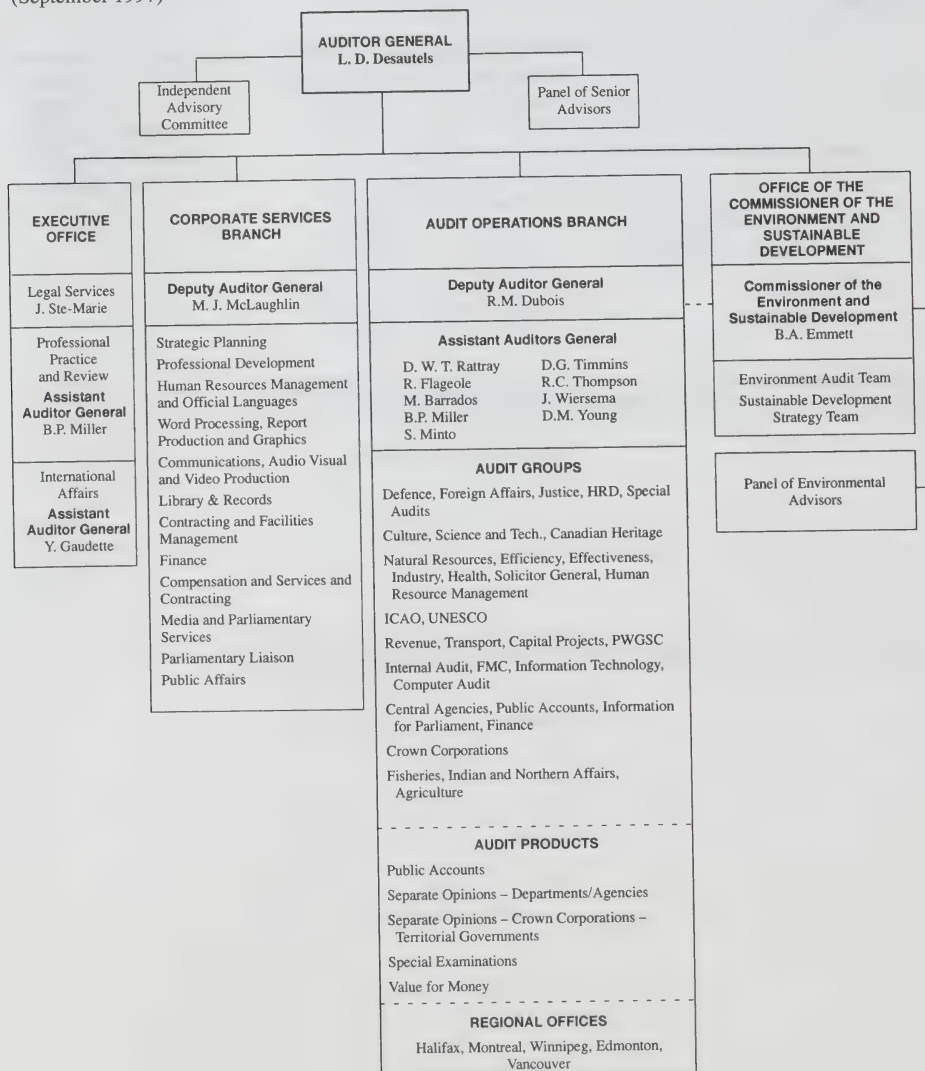 (September 1997)
AUDITOR GENERAL
L. D. Desautels
Independent
Advisory
Committee
Panel of Senior
Advisors
EXECUTIVE
OFFICE
Legal Services
J. Ste-Marie
Professional
Practice
and Review
Assistant
Auditor General
B.P. Miller
International
Affairs
Assistant
Auditor General
Y. Gaudette
CORPORATE SERVICES
BRANCH
Deputy Auditor General
M. J. McLaughlin
Strategic Planning
Professional Development
Human Resources Management
and Official Languages
Word Processing, Report
Production and Graphics
Communications, Audio Visual
and Video Production
Library & Records
Contracting and Facilities
Management
Finance
Compensation and Services and
Contracting
Media and Parliamentary
Services
Parliamentary Liaison
Public Affairs
AUDIT OPERATIONS BRANCH
Deputy Auditor General
R.M. Dubois
Assistant Auditors General
D. W. T. Rattray D.G. Timmins
R. Flageole R.C. Thompson
M. Barrados J. Wiersema
B.P. Miller D.M. Young
S. Minto
AUDIT GROUPS
Defence, Foreign Affairs, Justice, HRD, Special
Audits
Culture, Science and Tech., Canadian Heritage
Natural Resources, Efficiency, Effectiveness,
Industry, Health, Solicitor General, Human
Resource Management
ICAO, UNESCO
Revenue, Transport, Capital Projects, PWGSC
Internal Audit, FMC, Information Technology,
Computer Audit
Central Agencies, Public Accounts, Information
for Parliament, Finance
Crown Corporations
Fisheries, Indian and Northern Affairs,
Agriculture
AUDIT PRODUCTS
Public Accounts
Separate Opinions – Departments/Agencies
Separate Opinions – Crown Corporations –
Territorial Governments
Special Examinations
Value for Money
REGIONAL OFFICES
Halifax, Montreal, Winnipeg, Edmonton,
Vancouver
OFFICE OF THE
COMMISSIONER OF THE
ENVIRONMENT AND
SUSTAINABLE
DEVELOPMENT
Commissioner of the
Environment and
Sustainable Development
B.A. Emmett
Environment Audit Team
Sustainable Development
Strategy Team
Panel of Environmental
Advisors